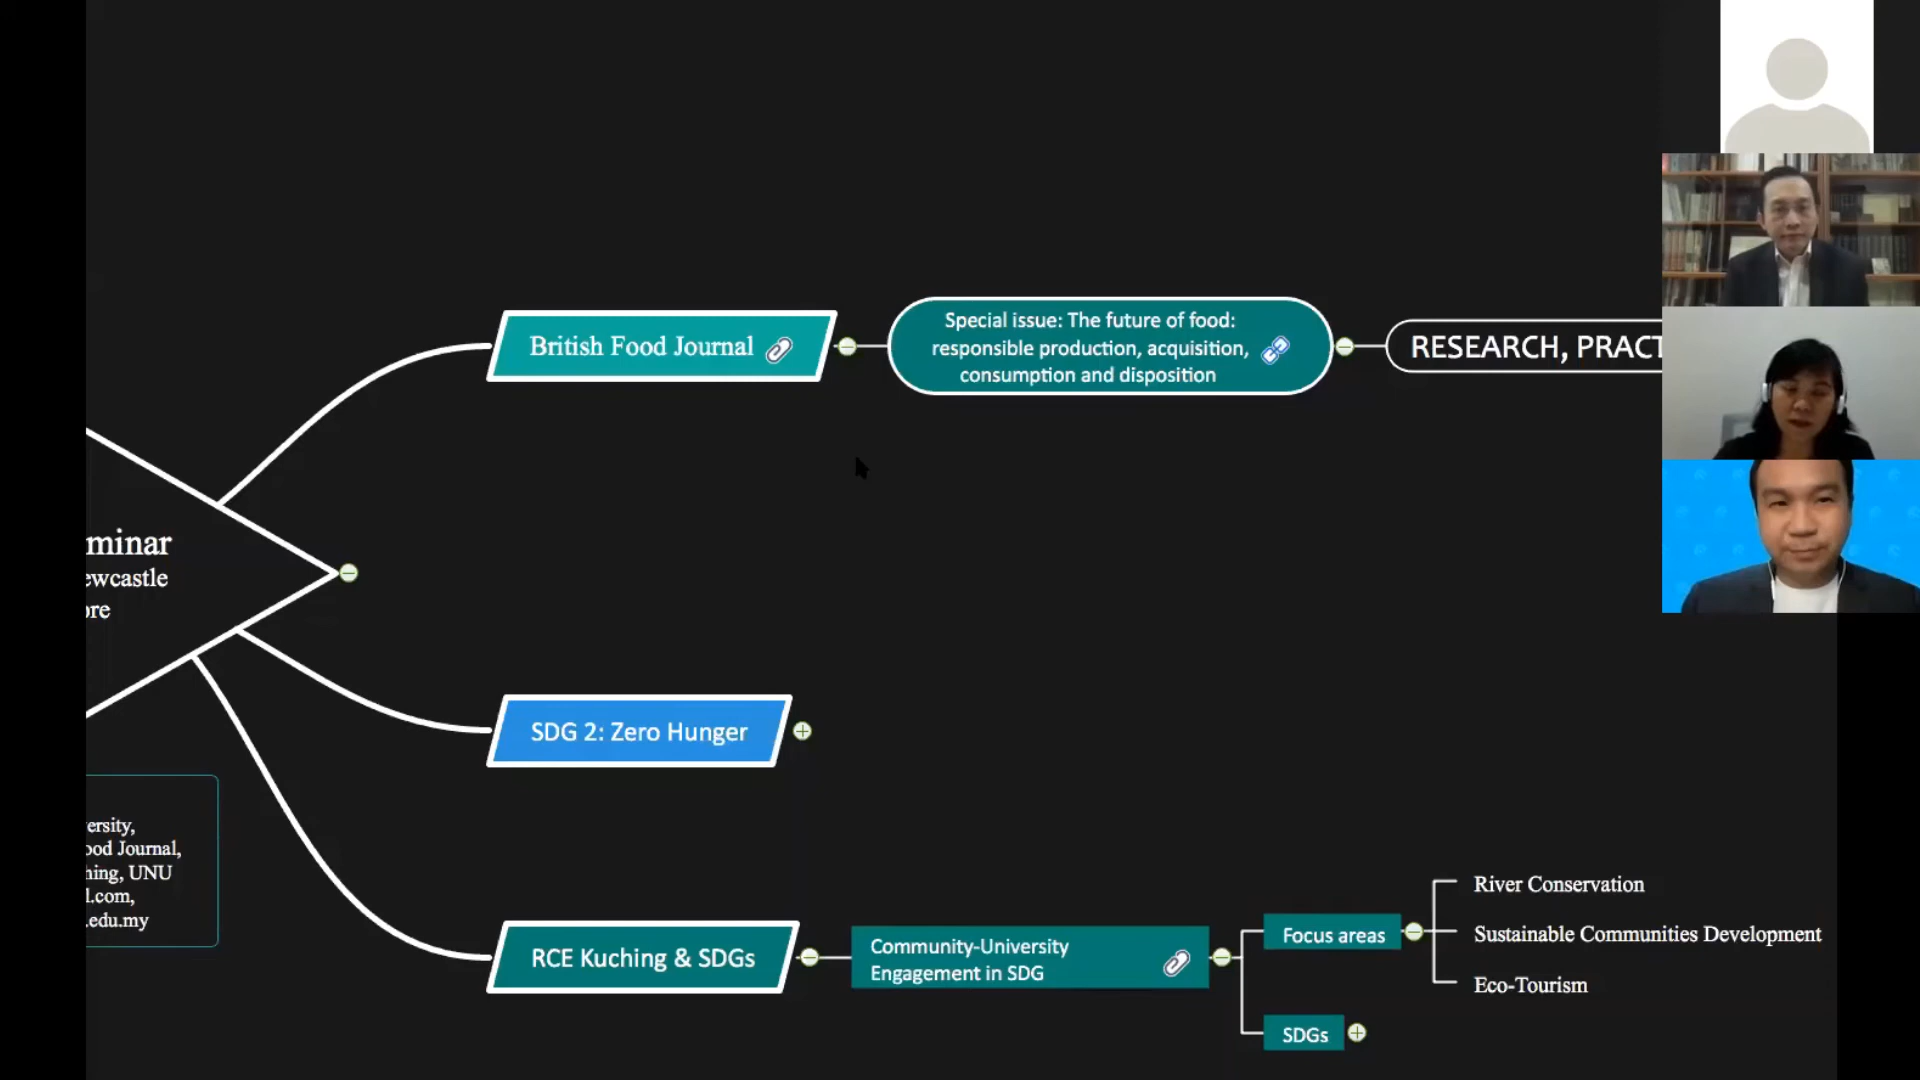 British Food Journal
Special issue: The future of food:
responsible production, acquisition,
consumption and disposition
RESEARCH, PRACT
minar
ewcastle
ore
SDG 2: Zero Hunger
ersity,
ood Journal,
hing, UNU
l.com,
.edu.my
RCE Kuching & SDGs
Community-University
Engagement in SDG
Focus areas
River Conservation
Sustainable Communities Development
Eco-Tourism
SDGs